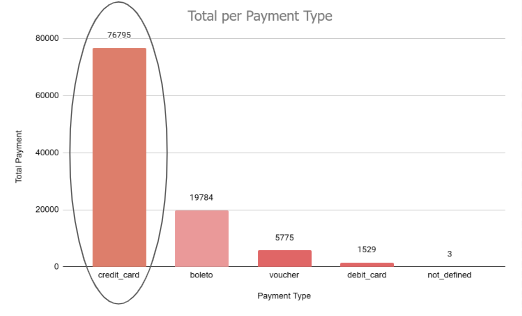 Total per Payment Type
80000
60000
40000
20000
0
Total Payment
76795
19784
5775
1529
3
credit_card
boleto
voucher
debit_card
not_defined
Payment Type